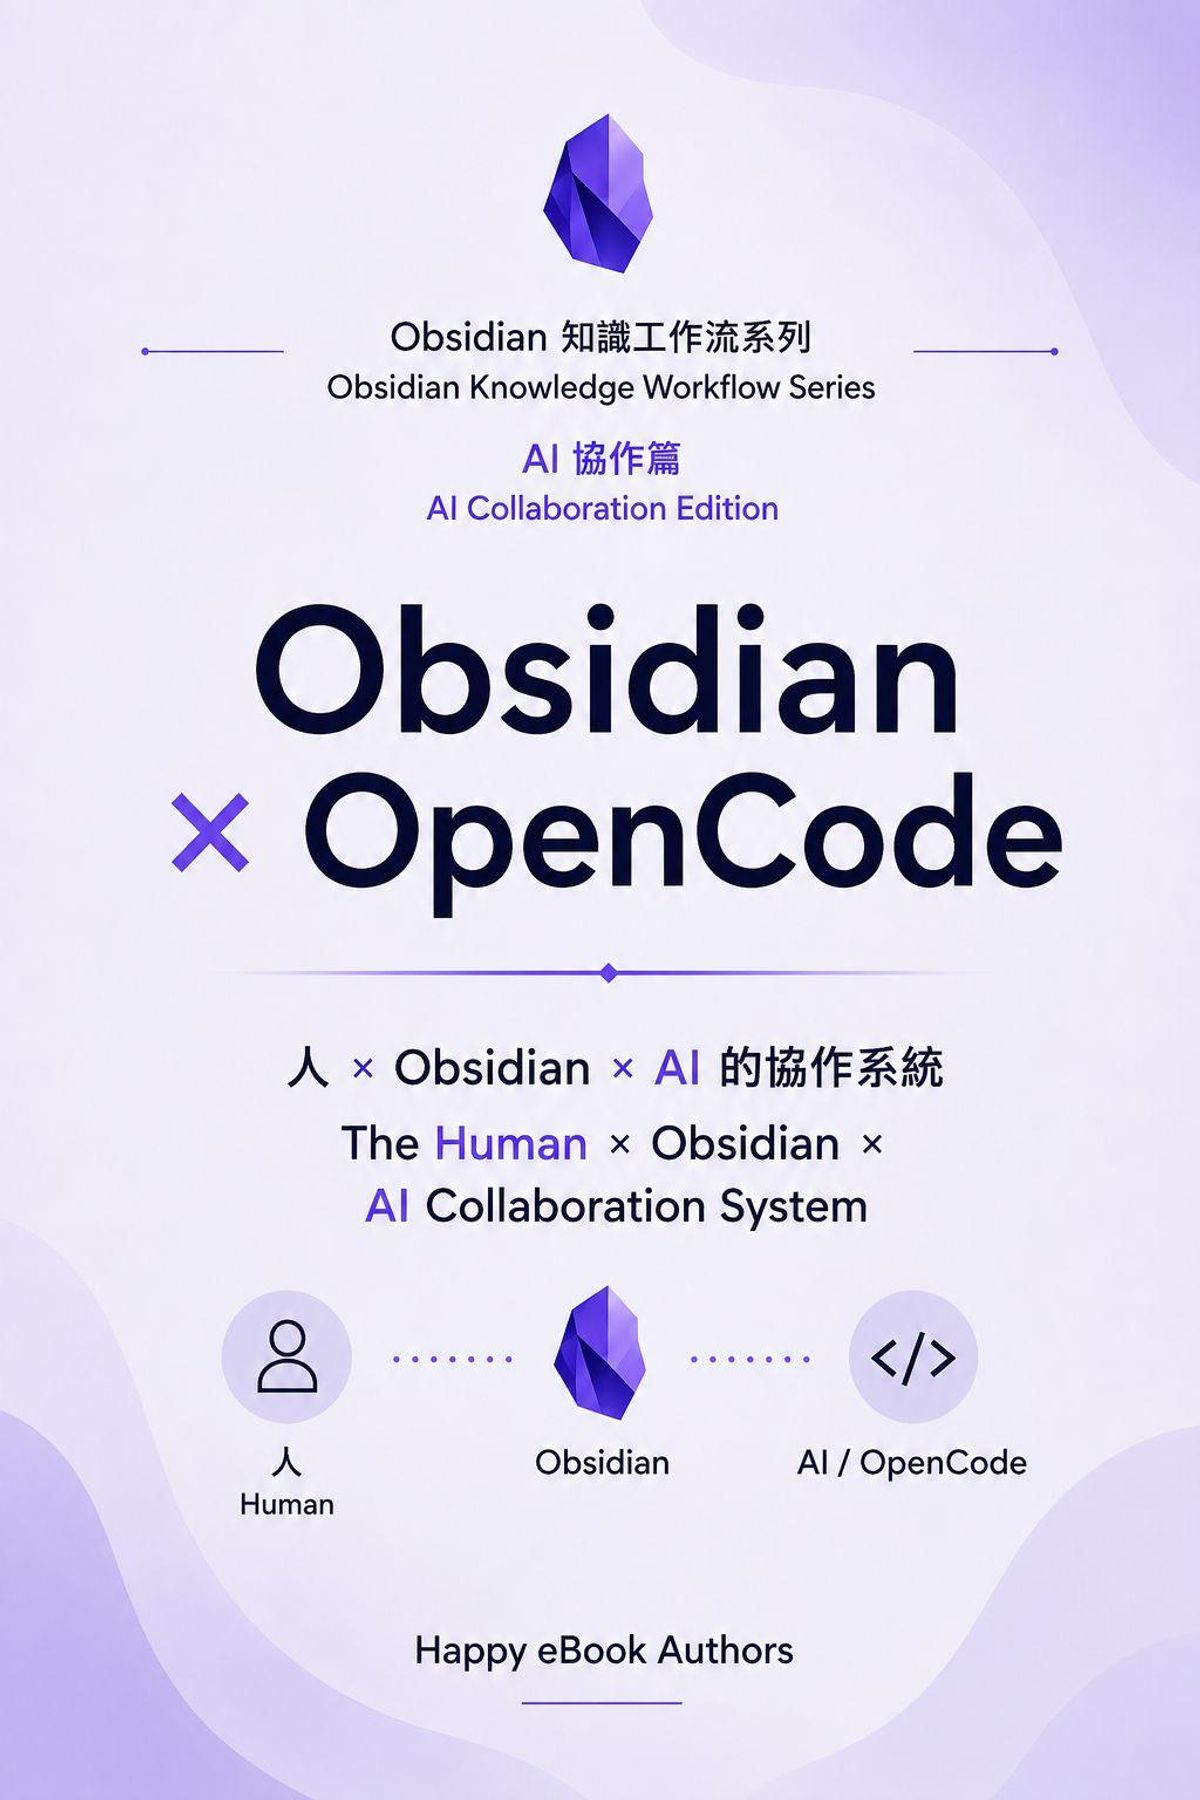 Obsidian 知識工作流系列
Obsidian Knowledge Workflow Series
AI 協作篇
AI Collaboration Edition
Obsidian
× OpenCode
人 × Obsidian × AI 的協作系統
The Human × Obsidian ×
AI Collaboration System
</>
人
Human
Obsidian
AI / OpenCode
Happy eBook Authors